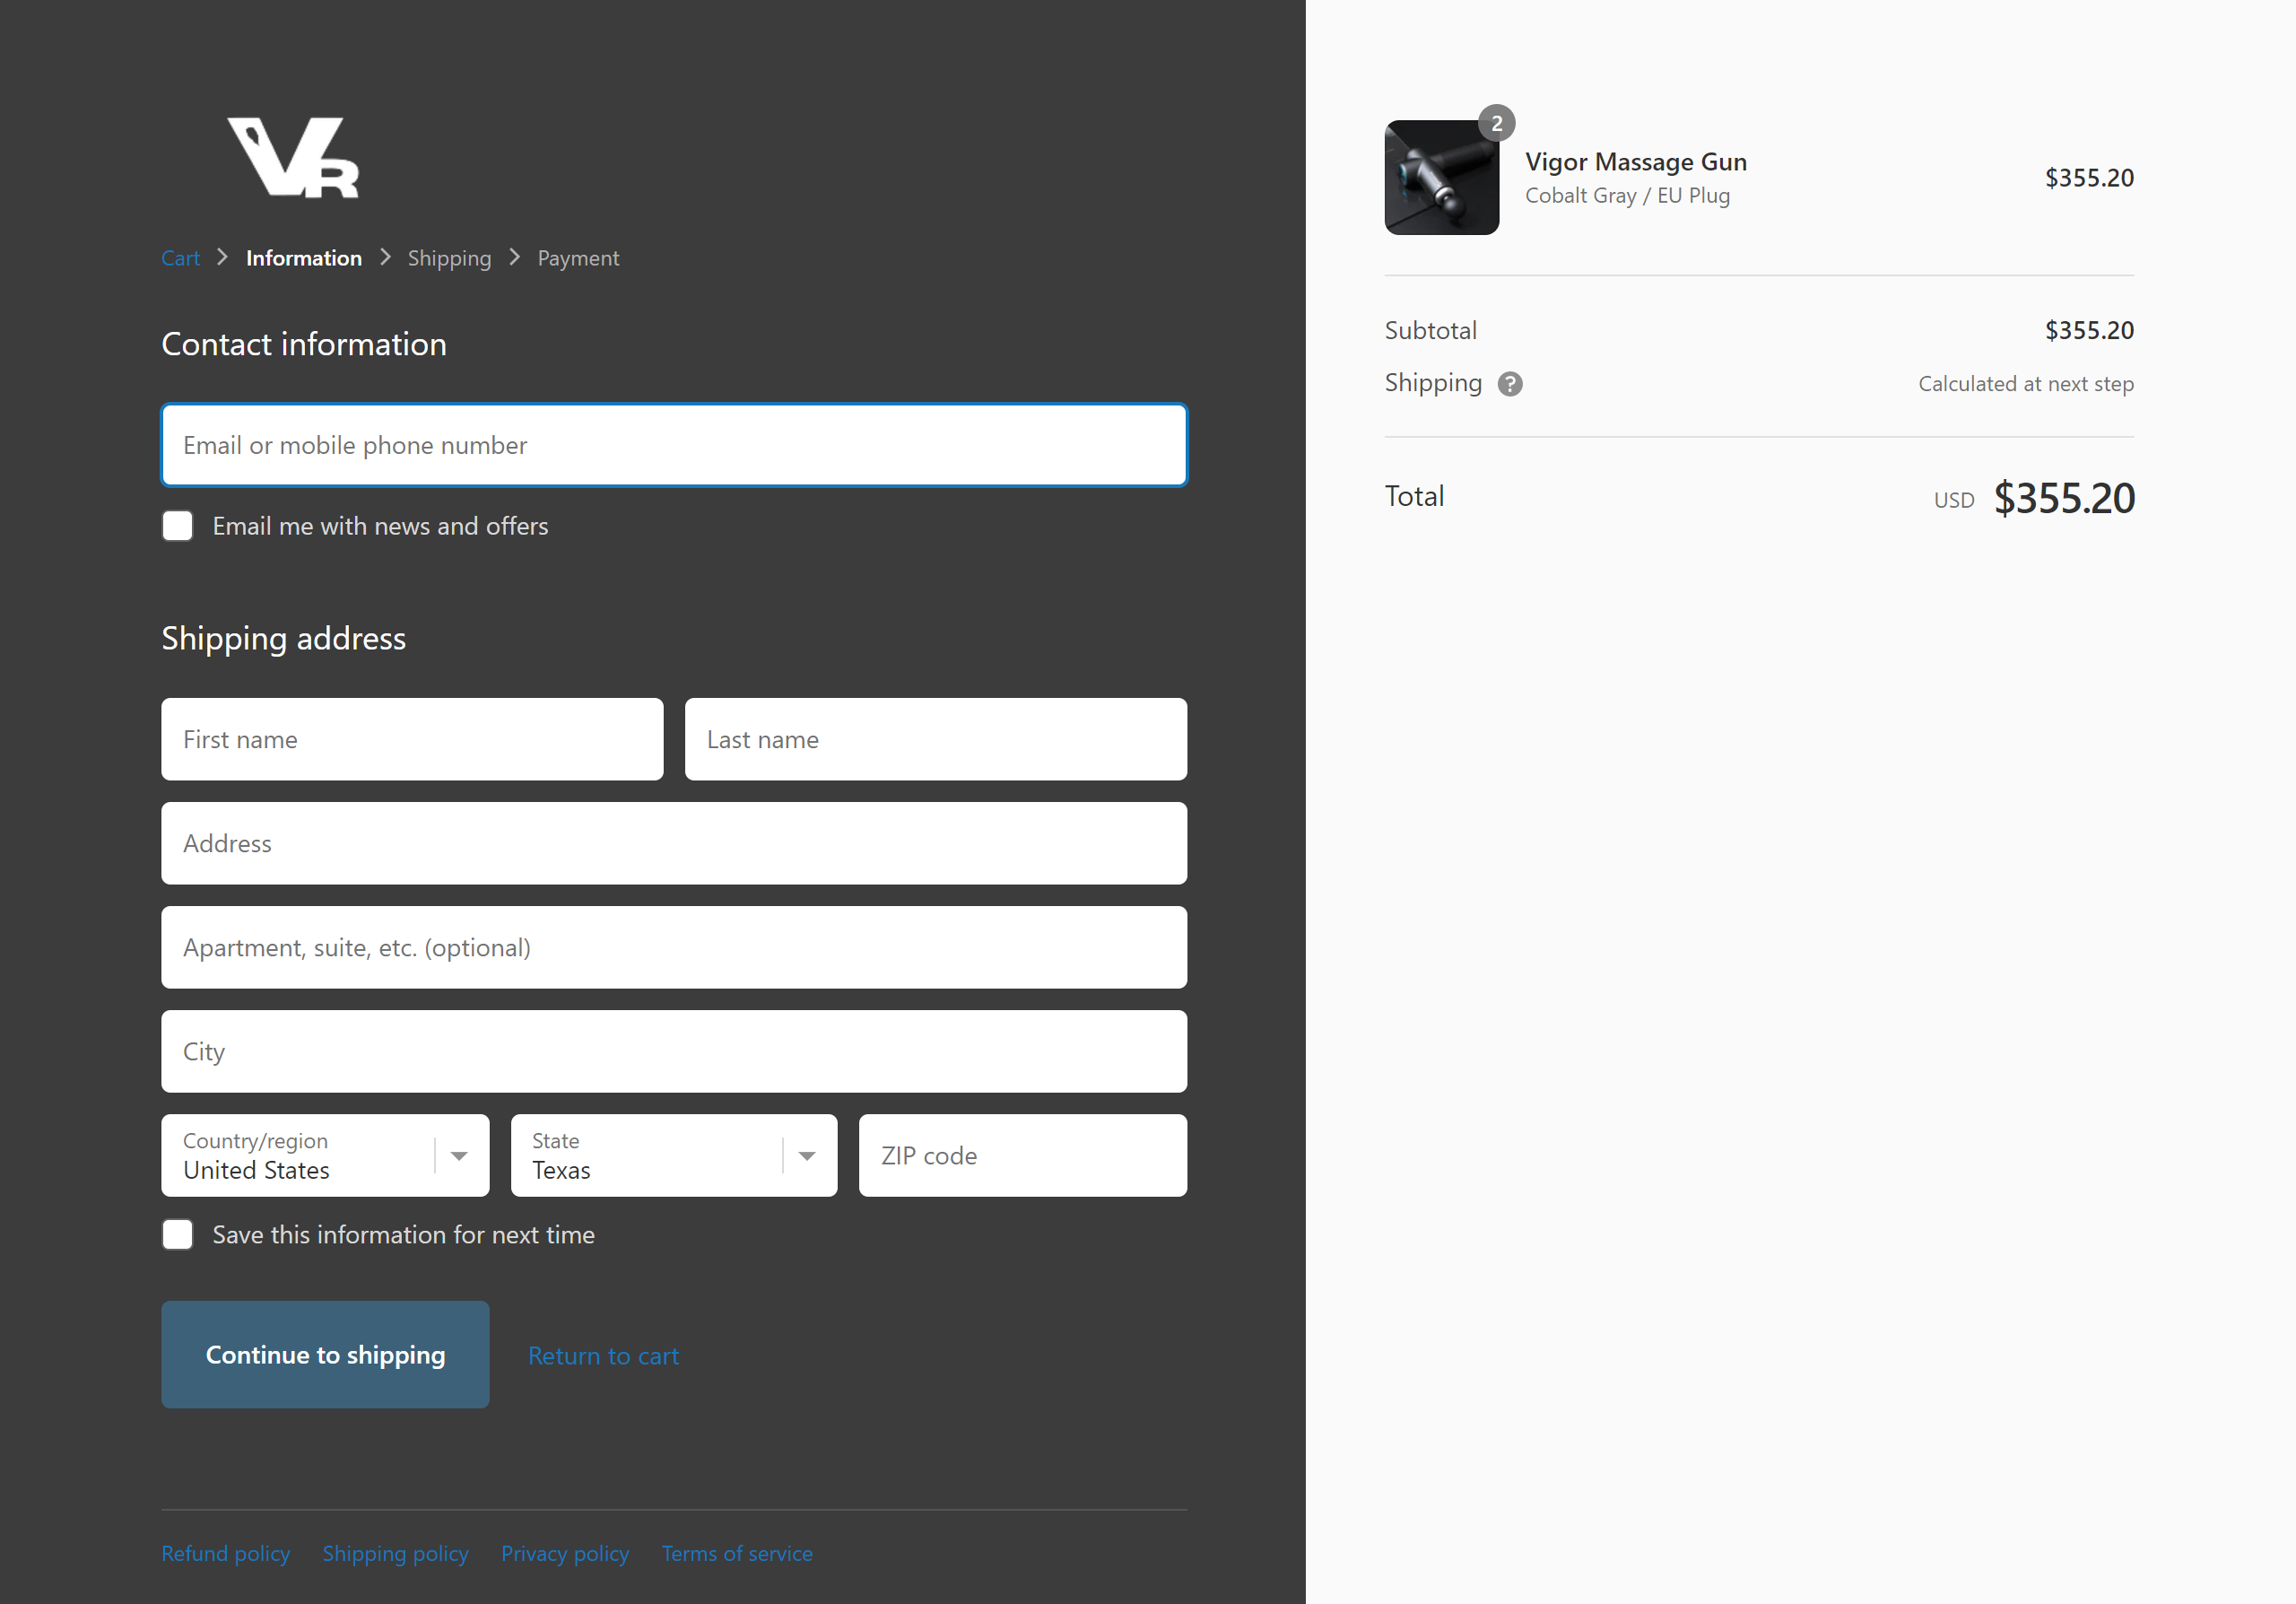 VR
Cart > Information > Shipping > Payment
Contact information
Email or mobile phone number
Email me with news and offers
Shipping address
First name
Last name
Address
Apartment, suite, etc. (optional)
City
Country/region
United States
State
Texas
ZIP code
Save this information for next time
Continue to shipping
Return to cart
Refund policy
Shipping policy
Privacy policy
Terms of service
2
Vigor Massage Gun
Cobalt Gray / EU Plug
$355.20
Subtotal
$355.20
Shipping ?
Calculated at next step
Total
USD $355.20